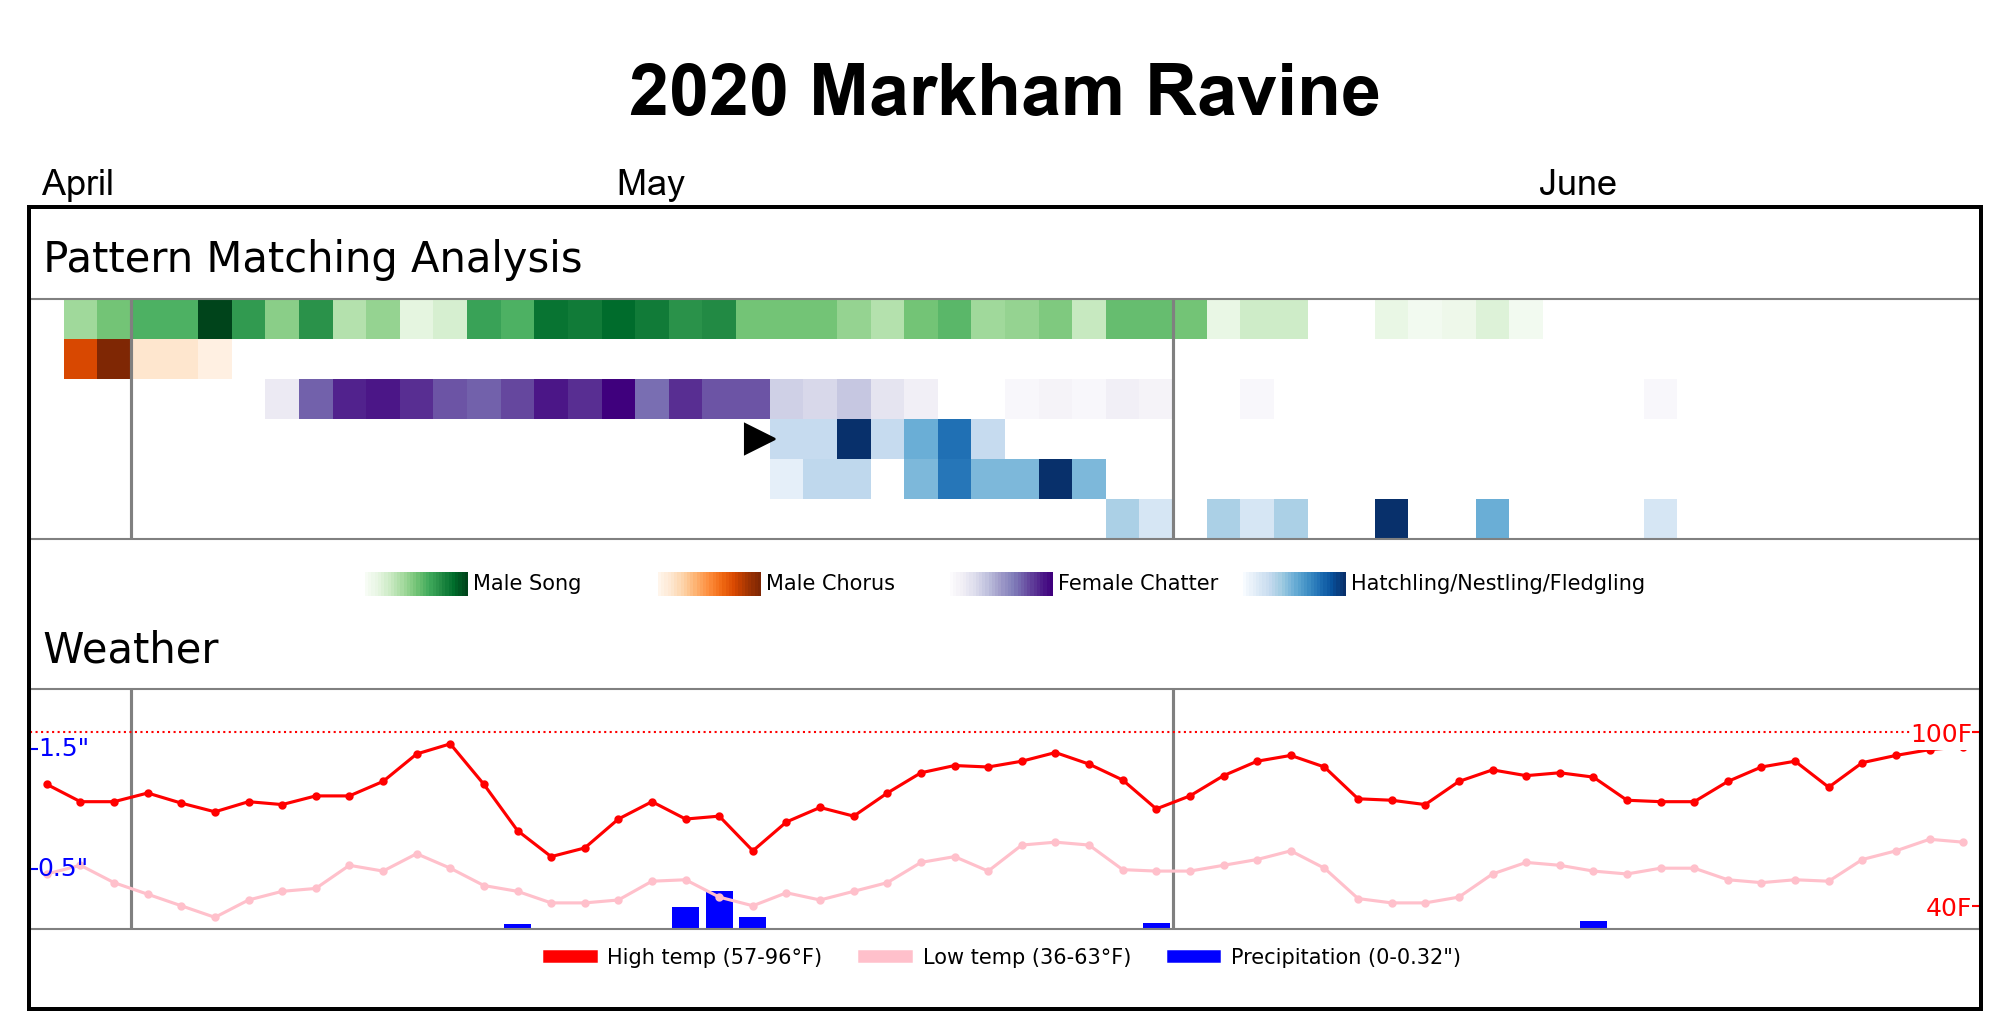 2020 Markham Ravine
April May June
Pattern Matching Analysis
Male Song Male Chorus Female Chatter Hatchling/Nestling/Fledgling
Weather
1.5" 100F
0.5" 40F
High temp (57-96°F) Low temp (36-63°F) Precipitation (0-0.32")